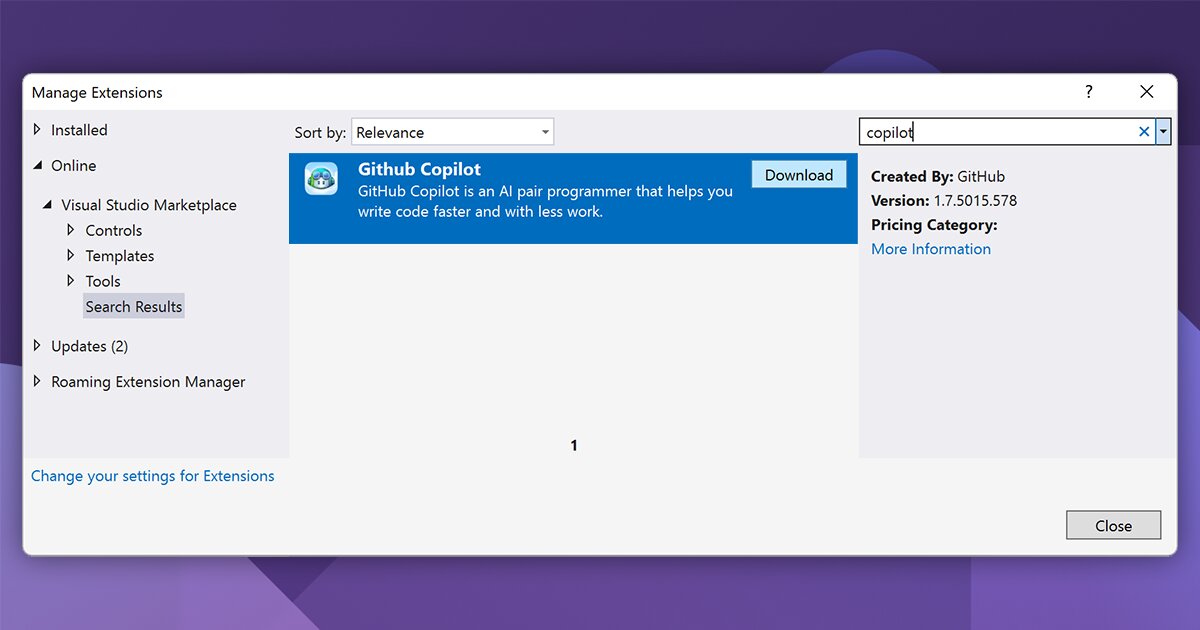 Manage Extensions
?
Installed
Online
Visual Studio Marketplace
Controls
Templates
Tools
Search Results
Updates (2)
Roaming Extension Manager
Change your settings for Extensions
Sort by: Relevance
Github Copilot
Download
GitHub Copilot is an AI pair programmer that helps you
write code faster and with less work.
1
copilot
Created By: GitHub
Version: 1.7.5015.578
Pricing Category:
More Information
Close